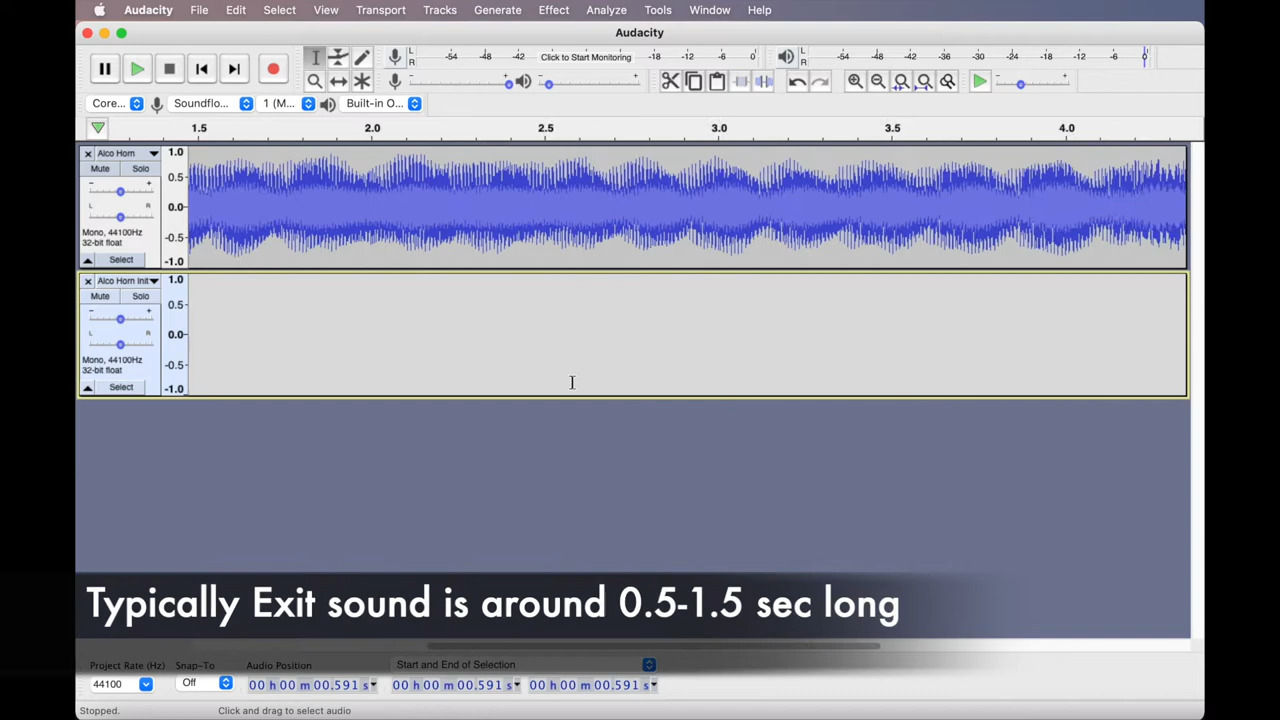 Audacity File Edit Select View Transport Tracks Generate Effect Analyze Tools Window Help
Audacity
L R -54 -48 -42 Click to Start Monitoring -18 -12 -6 0 L R -54 -48 -42 -36 -30 -24 -18 -12 -6 0
- + - + - +
Core... Soundflo... 1 (M... Built-in O...
1.5 2.0 2.5 3.0 3.5 4.0
× Alco Horn
Mute Solo
- +
L R
Mono, 44100Hz
32-bit float
Select
1.0
0.5
0.0
-0.5
-1.0
× Alco Horn Init
Mute Solo
- +
L R
Mono, 44100Hz
32-bit float
Select
1.0
0.5
0.0
-0.5
-1.0
Typically Exit sound is around 0.5-1.5 sec long
Project Rate (Hz) Snap-To Audio Position Start and End of Selection
44100 Off 00 h 00 m 00.591 s 00 h 00 m 00.591 s 00 h 00 m 00.591 s
Stopped. Click and drag to select audio